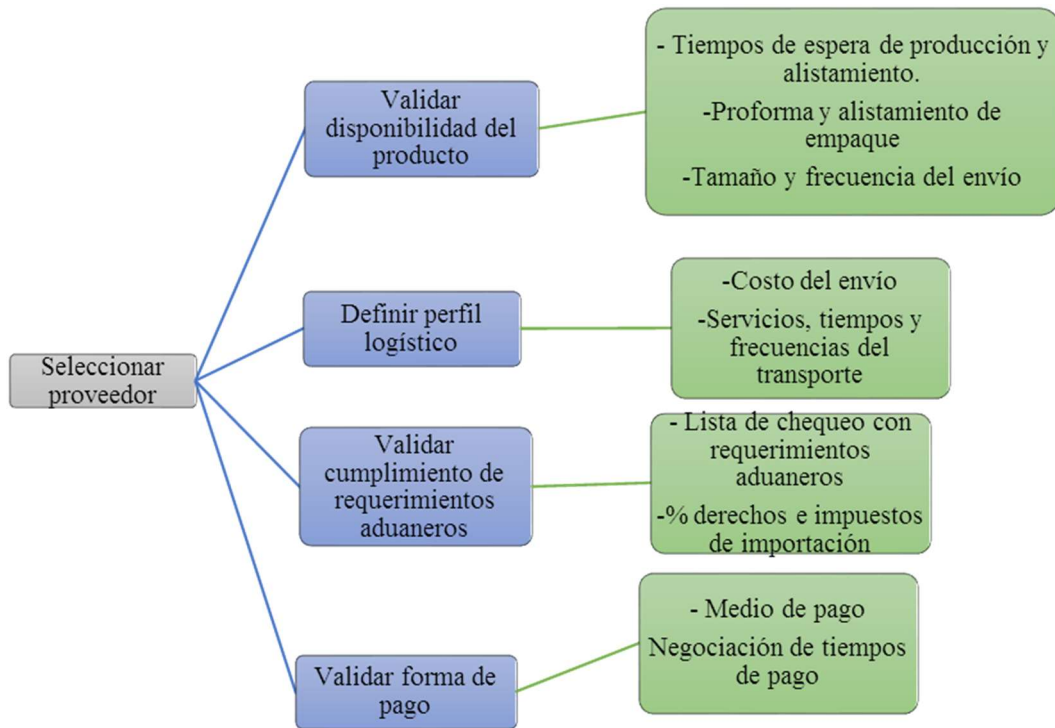 Seleccionar
proveedor
Validar
disponibilidad del
producto
- Tiempos de espera de producción y
alistamiento.
-Proforma y alistamiento de
empaque
-Tamaño y frecuencia del envío
Definir perfil
logístico
-Costo del envío
-Servicios, tiempos y
frecuencias del
transporte
Validar
cumplimiento de
requerimientos
aduaneros
- Lista de chequeo con
requerimientos
aduaneros
-% derechos e impuestos
de importación
Validar forma de
pago
- Medio de pago
Negociación de tiempos
de pago